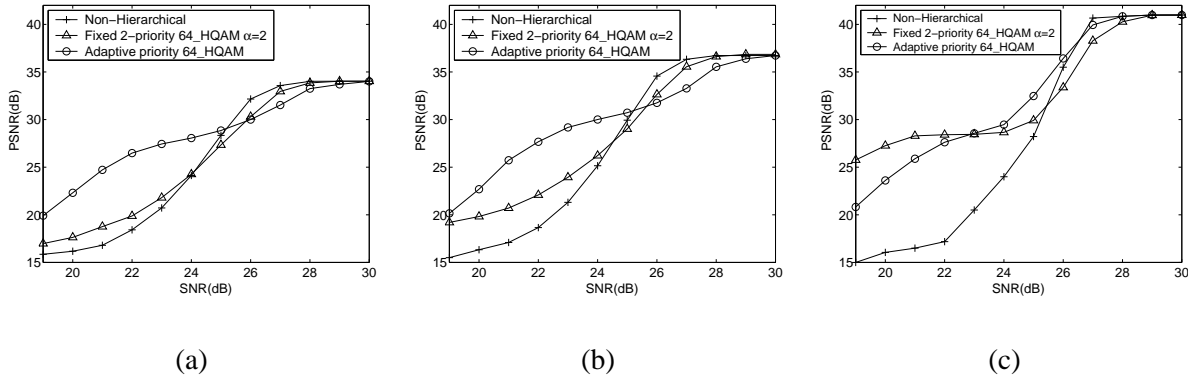 40
35
30
25
20
15
20
22
24
26
28
30
PSNR(dB)
SNR(dB)
Non−Hierarchical
Fixed 2−priority 64_HQAM α=2
Adaptive priority 64_HQAM
(a)
40
35
30
25
20
15
20
22
24
26
28
30
PSNR(dB)
SNR(dB)
Non−Hierarchical
Fixed 2−priority 64_HQAM α=2
Adaptive priority 64_HQAM
(b)
40
35
30
25
20
15
20
22
24
26
28
30
PSNR(dB)
SNR(dB)
Non−Hierarchical
Fixed 2−priority 64_HQAM α=2
Adaptive priority 64_HQAM
(c)